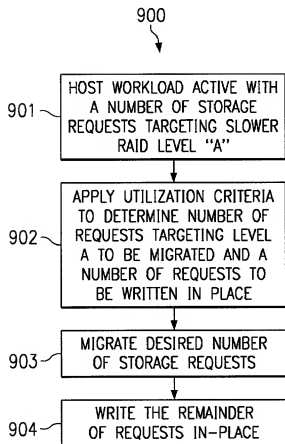 900
901
HOST WORKLOAD ACTIVE WITH
A NUMBER OF STORAGE
REQUESTS TARGETING SLOWER
RAID LEVEL "A"
902
APPLY UTILIZATION CRITERIA
TO DETERMINE NUMBER OF
REQUESTS TARGETING LEVEL
A TO BE MIGRATED AND A
NUMBER OF REQUESTS TO
BE WRITTEN IN PLACE
903
MIGRATE DESIRED NUMBER
OF STORAGE REQUESTS
904
WRITE THE REMAINDER
OF REQUESTS IN-PLACE